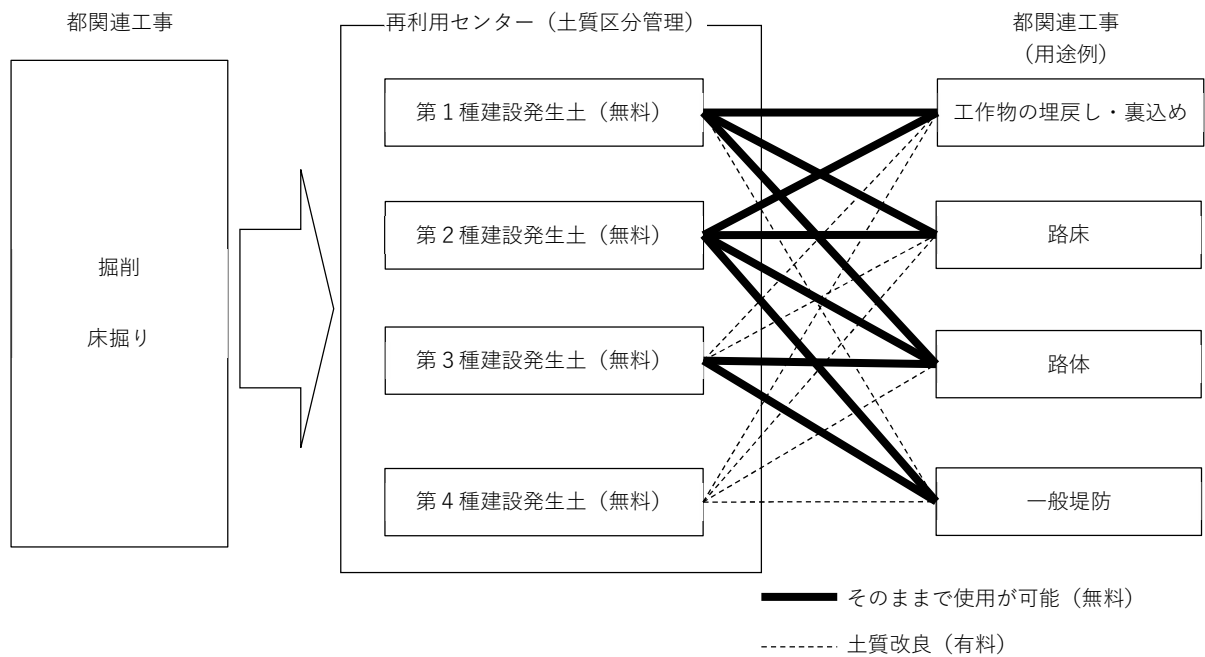 都関連工事
掘削
床掘り
再利用センター（土質区分管理）
第１種建設発生土（無料）
第２種建設発生土（無料）
第３種建設発生土（無料）
第４種建設発生土（無料）
都関連工事
（用途例）
工作物の埋戻し・裏込め
路床
路体
一般堤防
そのままで使用が可能（無料）
土質改良（有料）